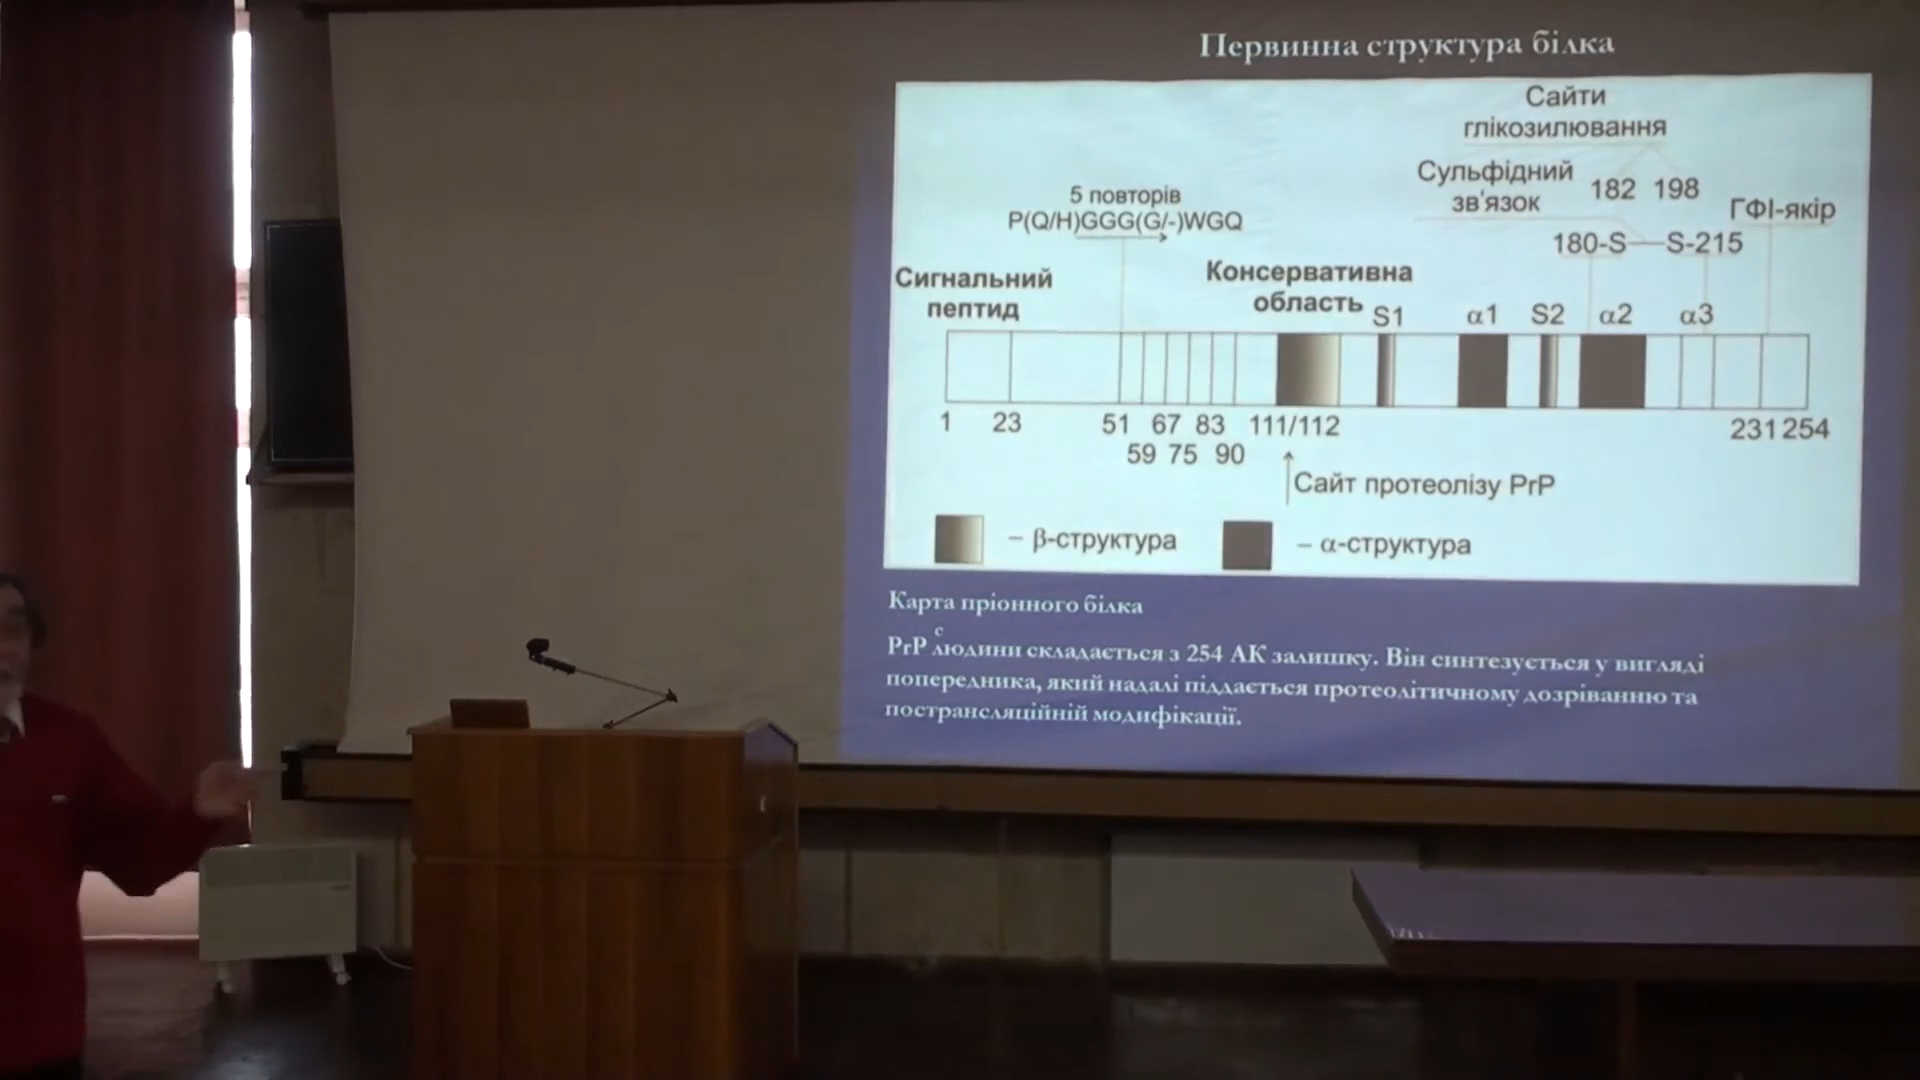 Первинна структура білка
Сайти
глікозилювання
Сульфідний
зв'язок
182 198
ГФІ-якір
5 повторів
P(Q/H)GGG(G/-)WGQ
180-S—S-215
Сигнальний
пептид
Консервативна
область
S1
α1
S2
α2
α3
1
23
51
67
83
111/112
231
254
59
75
90
Сайт протеолізу PrP
– β-структура
– α-структура
Карта пріонного білка
PrP с людини складається з 254 АК залишку. Він синтезується у вигляді
попередника, який надалі піддається протеолітичному дозріванню та
пострансляційній модифікації.